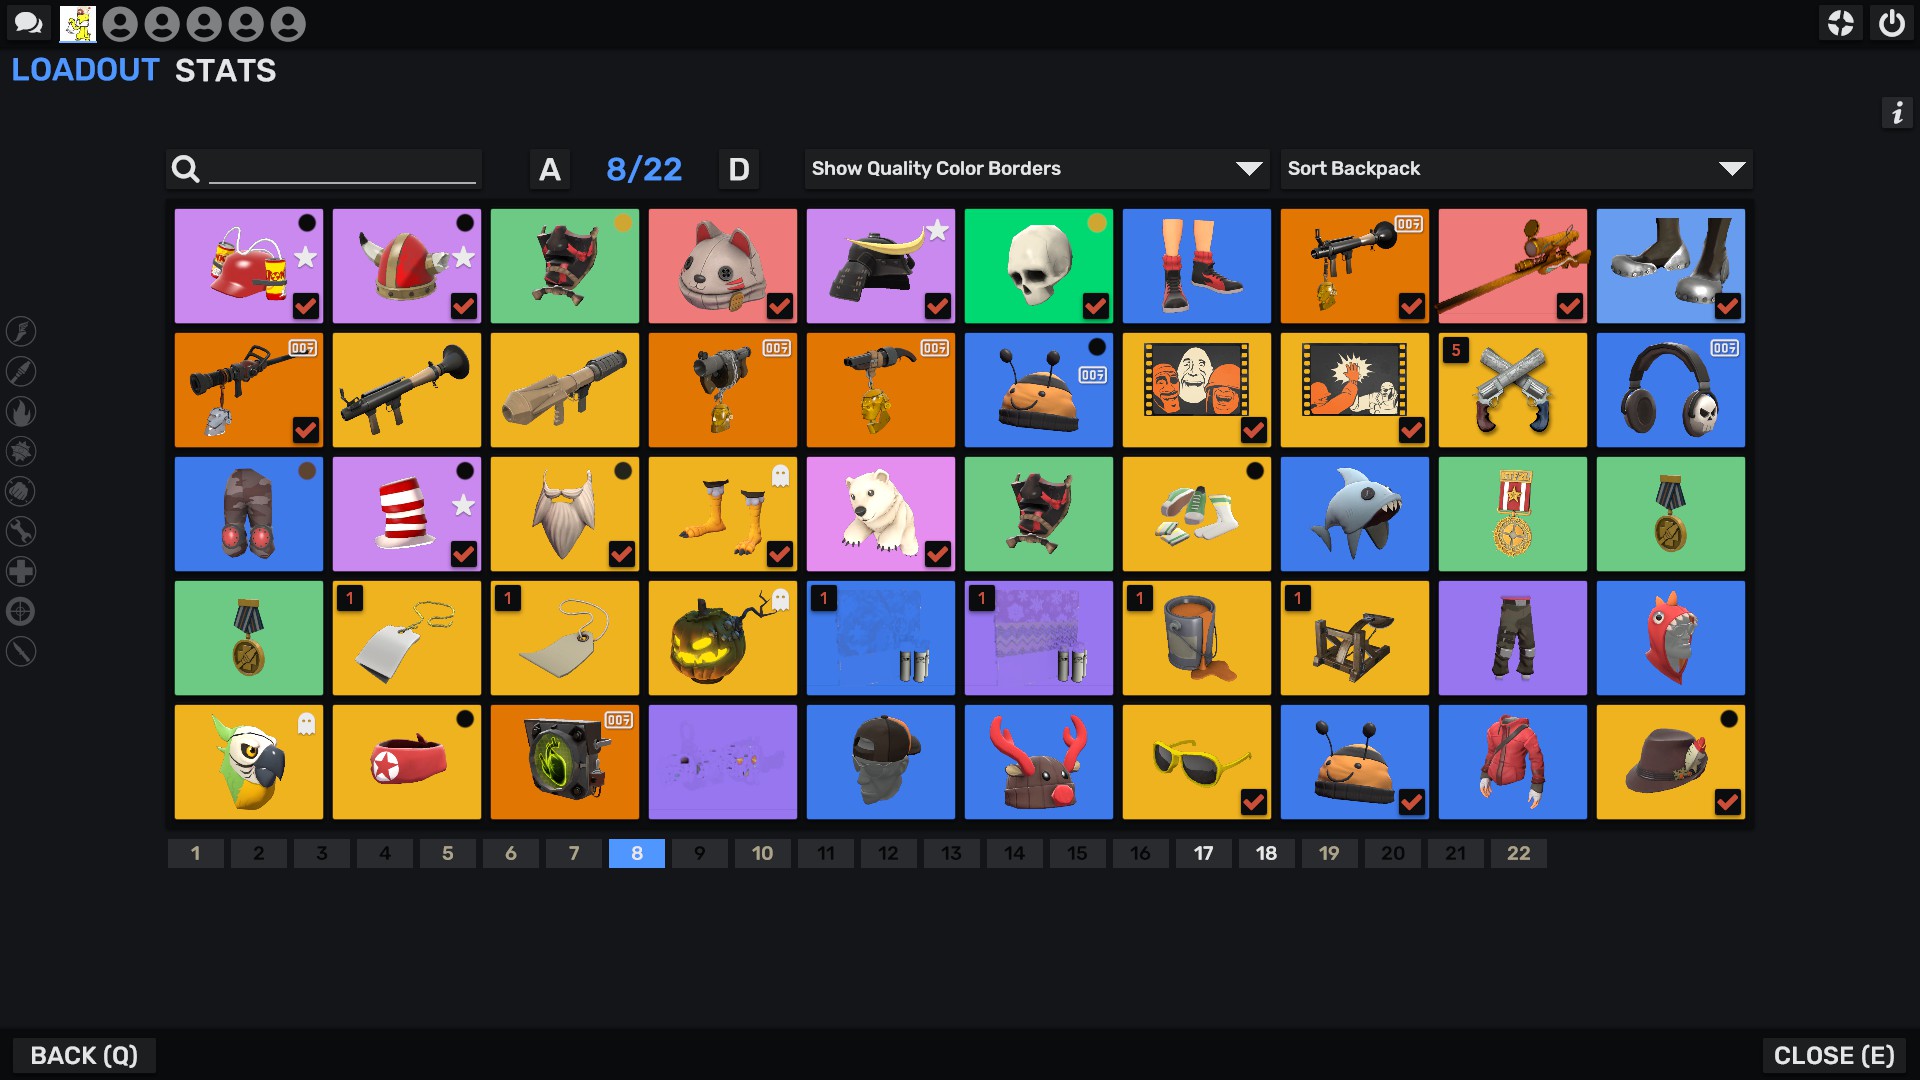 LOADOUT STATS
i
A 8/22 D Show Quality Color Borders Sort Backpack
007
007 007 007 007 5 007
1 1 1 1 1 1
007
1 2 3 4 5 6 7 8 9 10 11 12 13 14 15 16 17 18 19 20 21 22
BACK (Q) CLOSE (E)